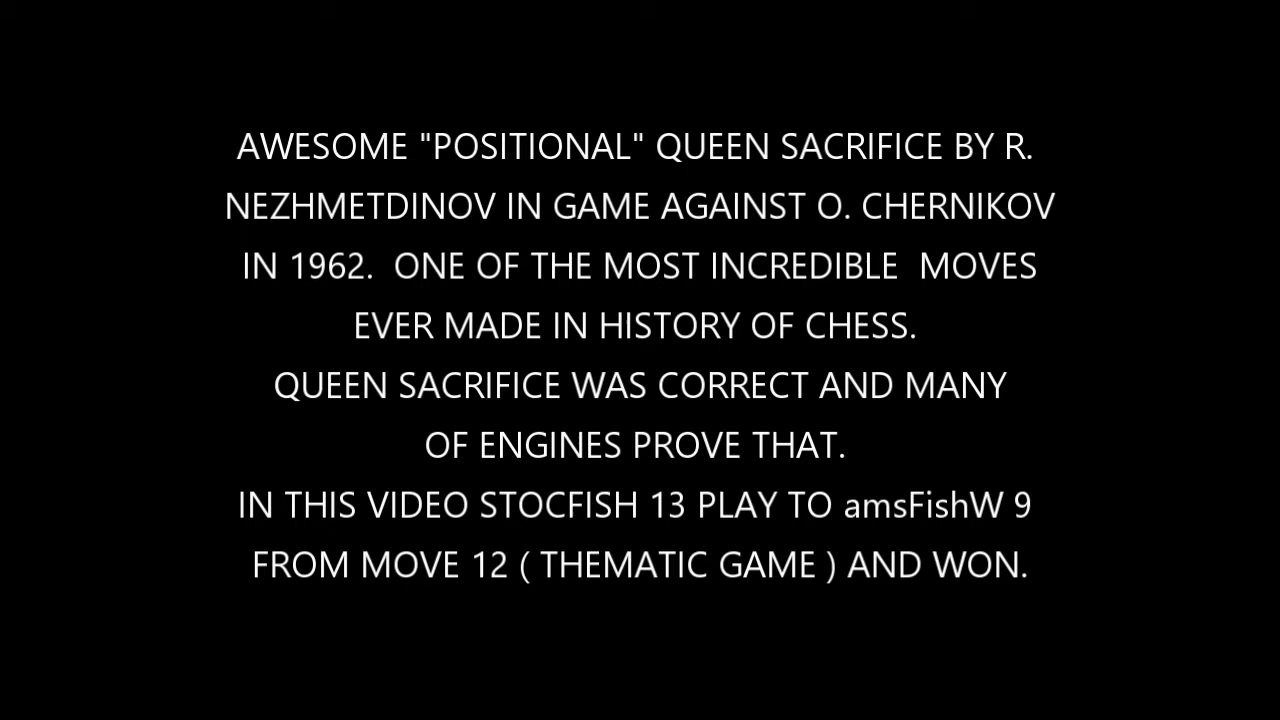 AWESOME "POSITIONAL" QUEEN SACRIFICE BY R.
NEZHMETDINOV IN GAME AGAINST O. CHERNIKOV
IN 1962.  ONE OF THE MOST INCREDIBLE  MOVES
EVER MADE IN HISTORY OF CHESS.
QUEEN SACRIFICE WAS CORRECT AND MANY
OF ENGINES PROVE THAT.
IN THIS VIDEO STOCFISH 13 PLAY TO amsFishW 9
FROM MOVE 12 ( THEMATIC GAME ) AND WON.